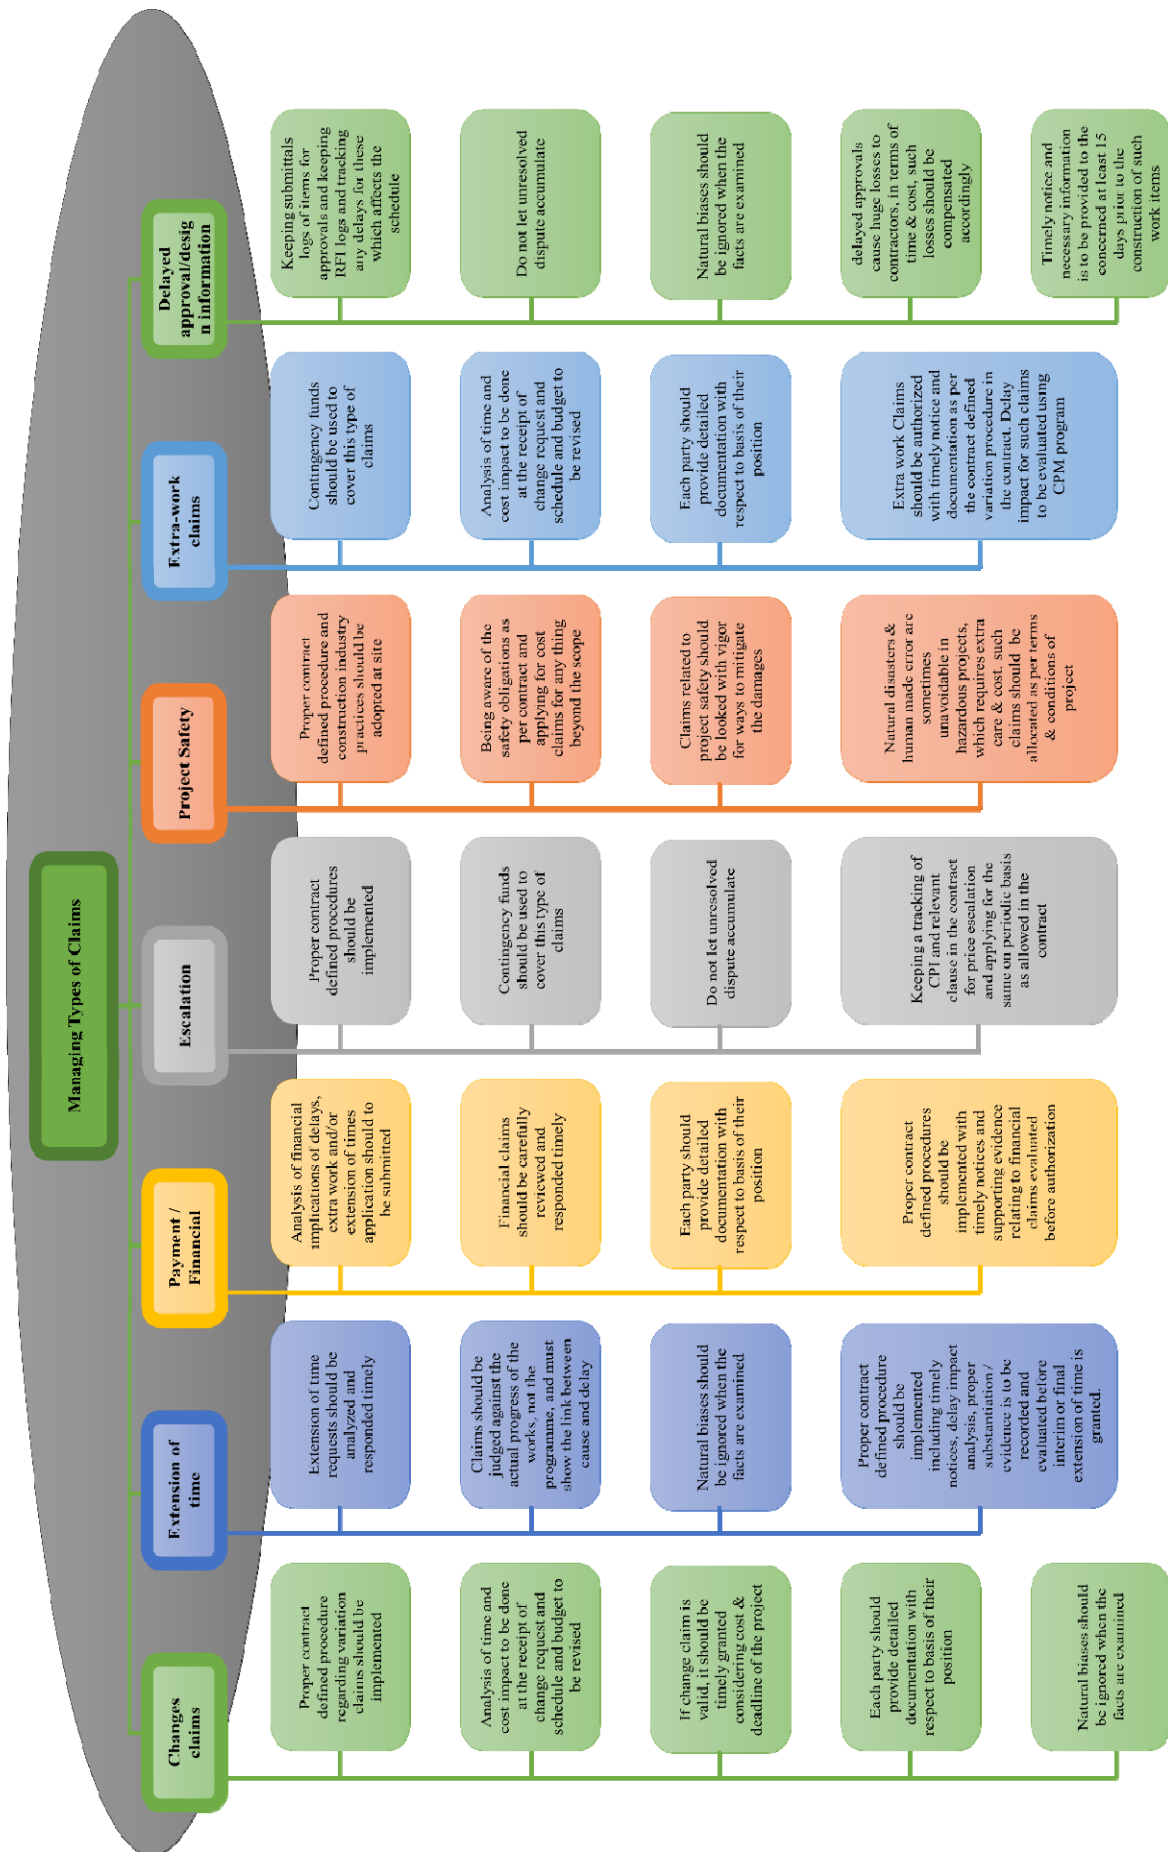 Managing Types of Claims
Changes
claims
Proper contract
defined procedure
regarding variation
claims should be
implemented
Analysis of time and
cost impact to be done
at the receipt of
change request and
schedule and budget to
be revised
If change claim is
valid, it should be
timely granted
considering cost &
deadline of the project
Each party should
provide detailed
documentation with
respect to basis of their
position
Natural biases should
be ignored when the
facts are examined
Extension of
time
Extension of time
requests should be
analyzed and
responded timely
Claims should be
judged against the
actual progress of the
works, not the
programme, and must
show the link between
cause and delay
Natural biases should
be ignored when the
facts are examined
Proper contract
defined procedure
should be
implemented
including timely
notices, delay impact
analysis, proper
substantiation /
evidence is to be
recorded and
evaluated before
interim or final
extension of time is
granted.
Payment /
Financial
Analysis of financial
implications of delays,
extra work and/or
extension of times
application should to
be submitted
Financial claims
should be carefully
reviewed and
responded timely
Each party should
provide detailed
documentation with
respect to basis of their
position
Proper contract
defined procedures
should be
implemented with
timely notices and
supporting evidence
relating to financial
claims evaluated
before authorization
Escalation
Proper contract
defined procedures
should be
implemented
Contingency funds
should be used to
cover this type of
claims
Do not let unresolved
dispute accumulate
Keeping a tracking of
CPI and relevant
clause in the contract
for price escalation
and applying for the
same on periodic basis
as allowed in the
contract
Project Safety
Proper contract
defined procedure and
construction industry
practices should be
adopted at site
Being aware of the
safety obligations as
per contract and
applying for cost
claims for any thing
beyond the scope
Claims related to
project safety should
be looked with vigor
for ways to mitigate
the damages
Natural disasters &
human made error are
sometimes
unavoidable in
hazardous projects,
which requires extra
care & cost. such
claims should be
allocated as per terms
& conditions of
project
Extra-work
claims
Contingency funds
should be used to
cover this type of
claims
Analysis of time and
cost impact to be done
at the receipt of
change request and
schedule and budget to
be revised
Each party should
provide detailed
documentation with
respect to basis of their
position
Extra work Claims
should be authorized
with timely notice and
documentation as per
the contract defined
variation procedure in
the contract. Delay
impact for such claims
to be evaluated using
CPM program
Delayed
approval/desig
n information
Keeping submittals
logs of items for
approvals and keeping
RFI logs and tracking
any delays for these
which affects the
schedule
Do not let unresolved
dispute accumulate
Natural biases should
be ignored when the
facts are examined
delayed approvals
cause huge losses to
contractors, in terms of
time & cost, such
losses should be
compensated
accordingly
Timely notice and
necessary information
is to be provided to the
concerned at least 15
days prior to the
construction of such
work items